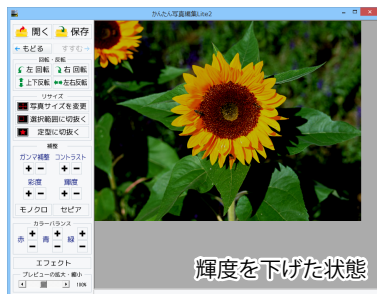 かんたん写真編集Lite2
開く 保存
もどる すすむ
回転・反転
左 回転 右 回転
上下反転 左右反転
リサイズ
写真サイズを変更
選択範囲に切抜く
定型に切抜く
補整
ガンマ補整 コントラスト
+ - + -
彩度 輝度
+ - + -
モノクロ セピア
カラーバランス
赤 + - 青 + - 緑 + -
エフェクト
プレビューの拡大・縮小
100%
輝度を下げた状態